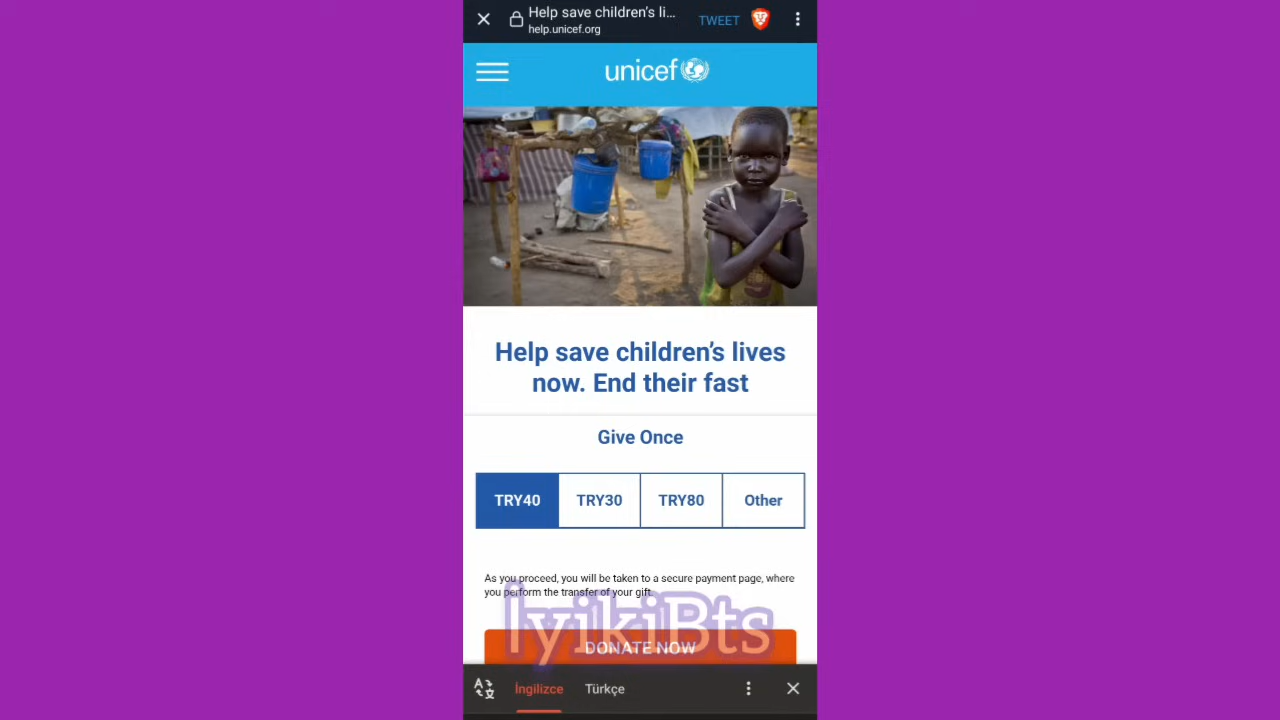 Help save children's li...
help.unicef.org
TWEET
unicef
Help save children's lives
now. End their fast
Give Once
TRY40
TRY30
TRY80
Other
As you proceed, you will be taken to a secure payment page, where
you perform the transfer of your gift.
İyikiBts
DONATE NOW
İngilizce
Türkçe